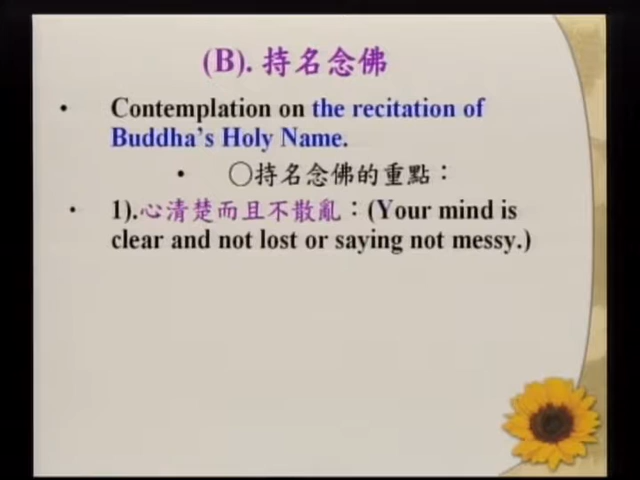 (B). 持名念佛
• Contemplation on the recitation of
Buddha's Holy Name.
• ○持名念佛的重點：
• 1).心清楚而且不散亂：(Your mind is
clear and not lost or saying not messy.)